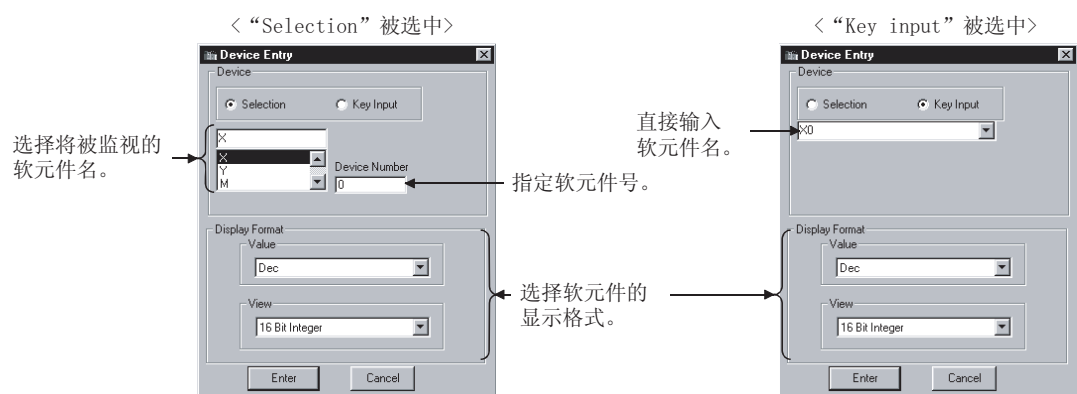 <“Selection”被选中>
Device Entry
Device
Selection
Key Input
选择将被监视的
软元件名。
X
X
Y
M
Device Number
0
指定软元件号。
Display Format
Value
Dec
View
16 Bit Integer
选择软元件的
显示格式。
Enter
Cancel
<“Key input”被选中>
Device Entry
Device
Selection
Key Input
直接输入
软元件名。
X0
Display Format
Value
Dec
View
16 Bit Integer
Enter
Cancel